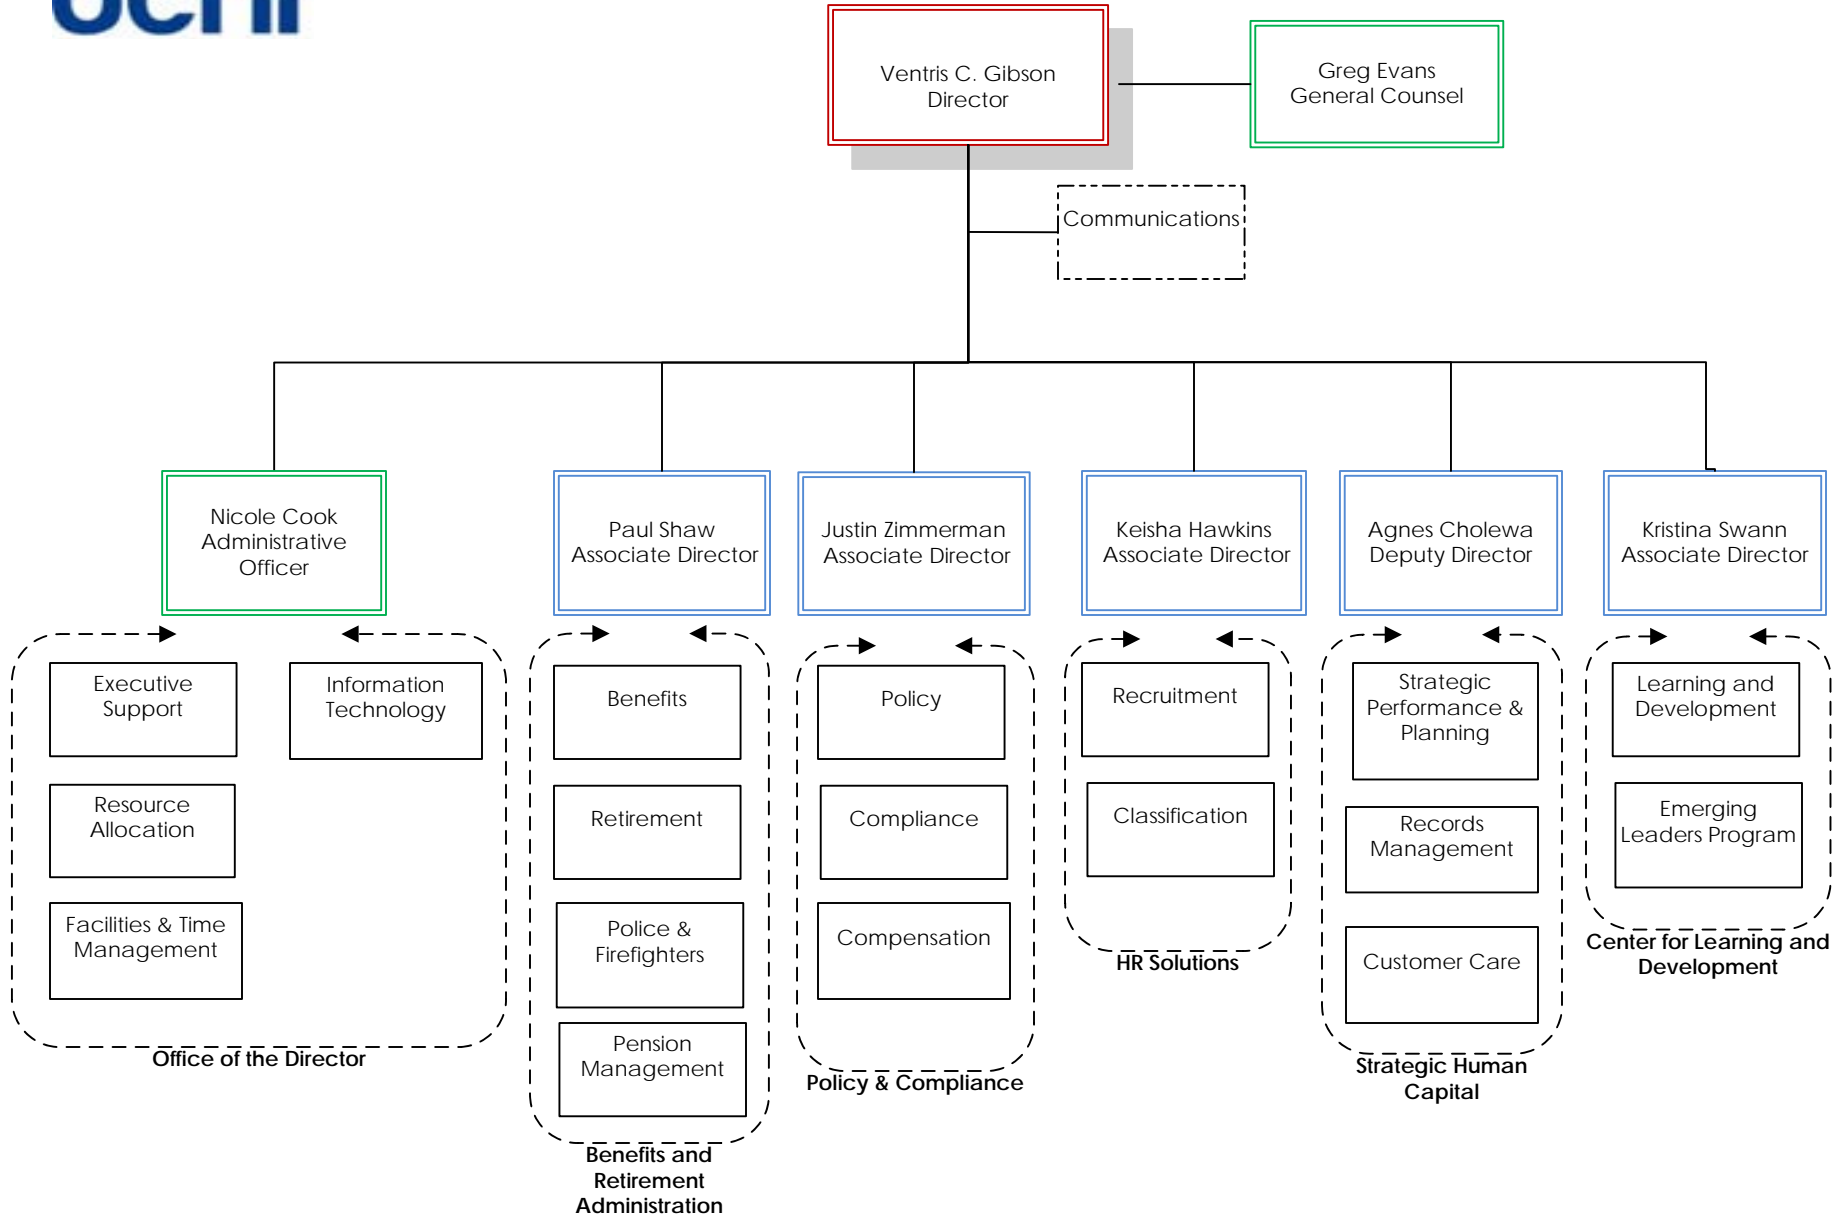 Ventris C. Gibson
Director
Greg Evans
General Counsel
Communications
Nicole Cook
Administrative
Officer
Paul Shaw
Associate Director
Justin Zimmerman
Associate Director
Keisha Hawkins
Associate Director
Agnes Cholewa
Deputy Director
Kristina Swann
Associate Director
Executive
Support
Information
Technology
Resource
Allocation
Facilities & Time
Management
Office of the Director
Benefits
Retirement
Police &
Firefighters
Pension
Management
Benefits and
Retirement
Administration
Policy
Compliance
Compensation
Policy & Compliance
Recruitment
Classification
HR Solutions
Strategic
Performance &
Planning
Records
Management
Customer Care
Strategic Human
Capital
Learning and
Development
Emerging
Leaders Program
Center for Learning and
Development